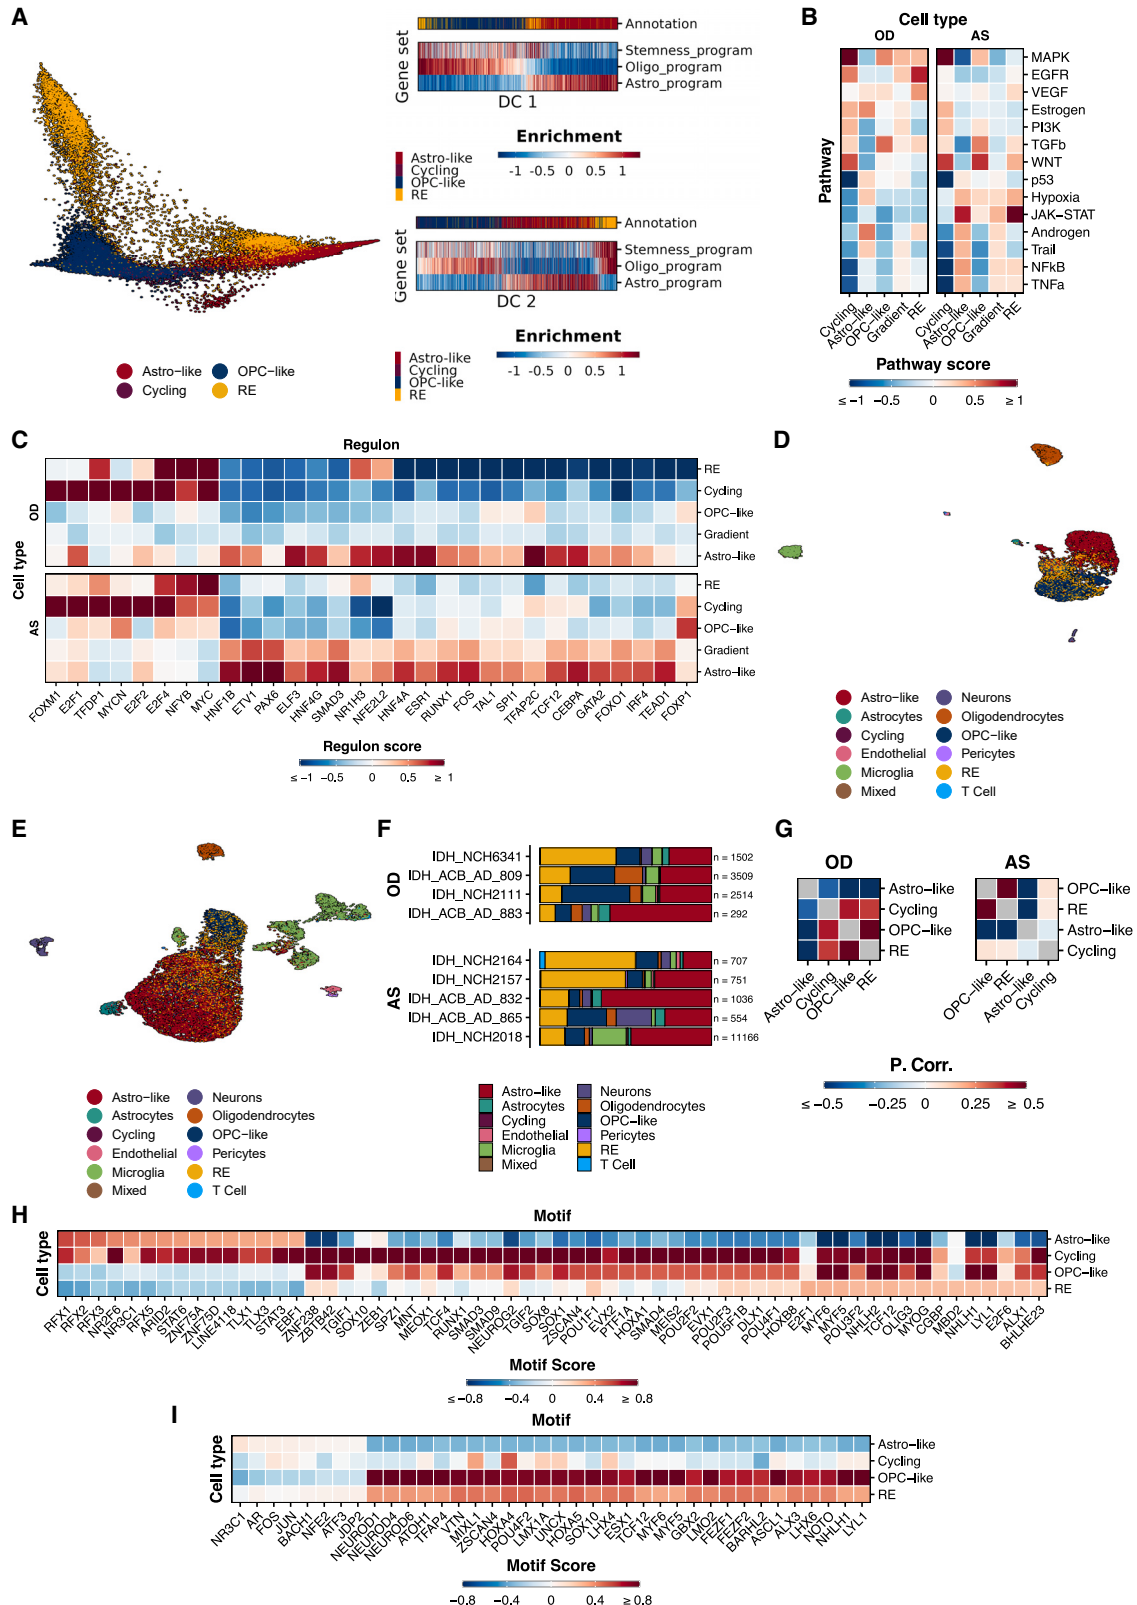 A
Annotation
Gene set
Stemness_program
Oligo_program
Astro_program
DC 1
Enrichment
Astro-like
Cycling
OPC-like
RE
-1 -0.5 0 0.5 1
Annotation
Gene set
Stemness_program
Oligo_program
Astro_program
DC 2
Enrichment
Astro-like
Cycling
OPC-like
RE
-1 -0.5 0 0.5 1
Astro-like OPC-like
Cycling RE
B
Cell type
OD AS
Pathway
MAPK
EGFR
VEGF
Estrogen
PI3K
TGFb
WNT
p53
Hypoxia
JAK-STAT
Androgen
Trail
NFkB
TNFa
Cycling Astro-like OPC-like Gradient RE Cycling Astro-like OPC-like Gradient RE
Pathway score
≤ -1 -0.5 0 0.5 ≥ 1
C
Regulon
Cell type
OD
RE
Cycling
OPC-like
Gradient
Astro-like
AS
RE
Cycling
OPC-like
Gradient
Astro-like
FOXM1 E2F1 TFDP1 MYCN E2F2 E2F4 NFYB MYC HNF1B ETV1 PAX6 ELF3 HNF4G SMAD3 NR1H3 NFE2L2 HNF4A ESR1 RUNX1 FOS TAL1 SPI1 TFAP2C TCF12 CEBPA GATA2 FOXO1 IRF4 TEAD1 FOXP1
Regulon score
≤ -1 -0.5 0 0.5 ≥ 1
D
Astro-like Neurons
Astrocytes Oligodendrocytes
Cycling OPC-like
Endothelial Pericytes
Microglia RE
Mixed T Cell
E
Astro-like Neurons
Astrocytes Oligodendrocytes
Cycling OPC-like
Endothelial Pericytes
Microglia RE
Mixed T Cell
F
OD
IDH_NCH6341 n = 1502
IDH_ACB_AD_809 n = 3509
IDH_NCH2111 n = 2514
IDH_ACB_AD_883 n = 292
AS
IDH_NCH2164 n = 707
IDH_NCH2157 n = 751
IDH_ACB_AD_832 n = 1036
IDH_ACB_AD_865 n = 554
IDH_NCH2018 n = 11166
Astro-like Neurons
Astrocytes Oligodendrocytes
Cycling OPC-like
Endothelial Pericytes
Microglia RE
Mixed T Cell
G
OD AS
Astro-like OPC-like
Cycling RE
OPC-like Astro-like
RE Cycling
Astro-like Cycling OPC-like RE OPC-like RE Astro-like Cycling
P. Corr.
≤ -0.5 -0.25 0 0.25 ≥ 0.5
H
Motif
Cell type
Astro-like
Cycling
OPC-like
RE
RFX1 RFX2 RFX3 NR2F6 NR3C1 RFX5 ARID2 STAT6 ZNF75A ZNF75D LINE4118 TLX1 TLX3 STAT3 EBF1 ZNF238 ZBTB42 TGIF1 SOX10 ZEB1 SPZ1 MNT MEOX1 TCF4 RUNX1 SMAD3 SMAD9 NEUROG2 TGIF2 SOX8 SOX1 ZSCAN4 POU1F1 EVX2 PTF1A HOXA1 SMAD4 MEIS2 POU2F2 EVX1 POU2F3 POU5F1B DLX1 POU4F1 HOXB8 E2F1 MYF6 MYF5 POU3F2 NHLH2 TCF12 OLIG3 MYOG CGBP MBD2 NHLH1 LYL1 E2F6 ALX1 BHLHE23
Motif Score
≤ -0.8 -0.4 0 0.4 ≥ 0.8
I
Motif
Cell type
Astro-like
Cycling
OPC-like
RE
NR3C1 AR FOS JUN BACH1 NFE2 ATF3 JDP2 NEUROD1 NEUROD4 NEUROD6 ATOH1 TFAP4 VTN MIXL1 ZSCAN4 HOXA4 POU4F2 LMX1A UNCX HOXA5 SOX10 LHX4 ESX1 TCF12 MYF6 MYF5 GBX2 LMO2 FEZF1 FEZF2 BARHL2 ASCL1 ALX3 LHX6 NOTO NHLH1 LYL1
Motif Score
-0.8 -0.4 0 0.4 ≥ 0.8